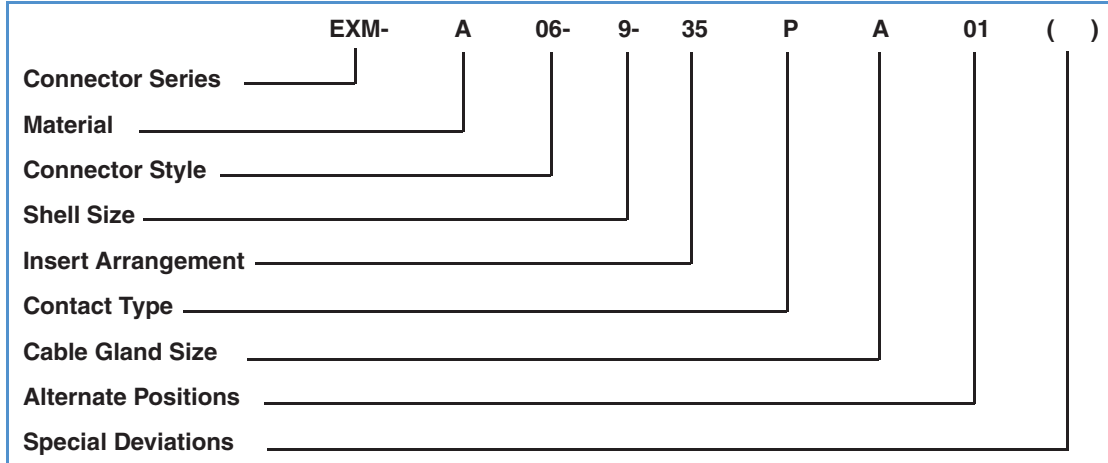 EXM- A 06- 9- 35 P A 01 ( )
Connector Series
Material
Connector Style
Shell Size
Insert Arrangement
Contact Type
Cable Gland Size
Alternate Positions
Special Deviations